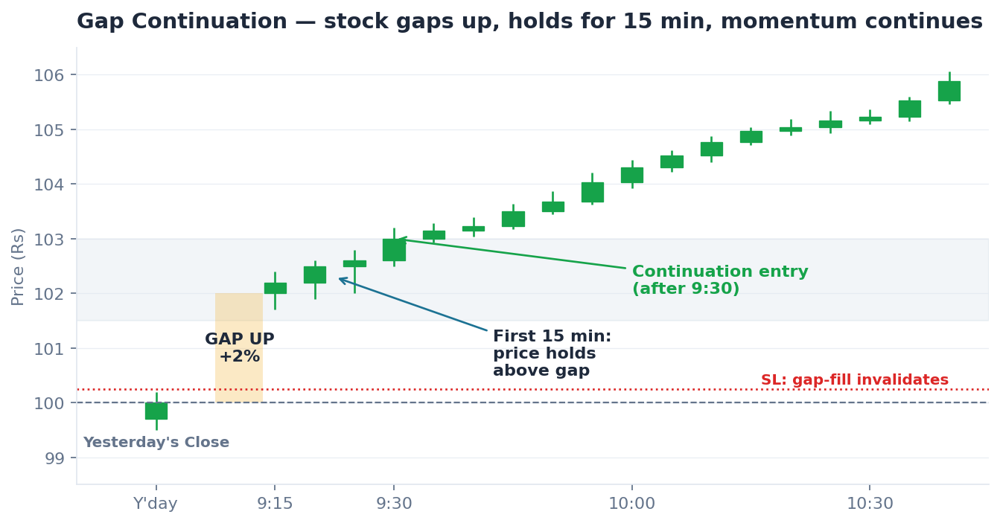 Gap Continuation — stock gaps up, holds for 15 min, momentum continues
Price (Rs)
106
105
104
103
102
101
100
99
GAP UP
+2%
Continuation entry
(after 9:30)
First 15 min:
price holds
above gap
SL: gap-fill invalidates
Yesterday's Close
Y'day
9:15
9:30
10:00
10:30